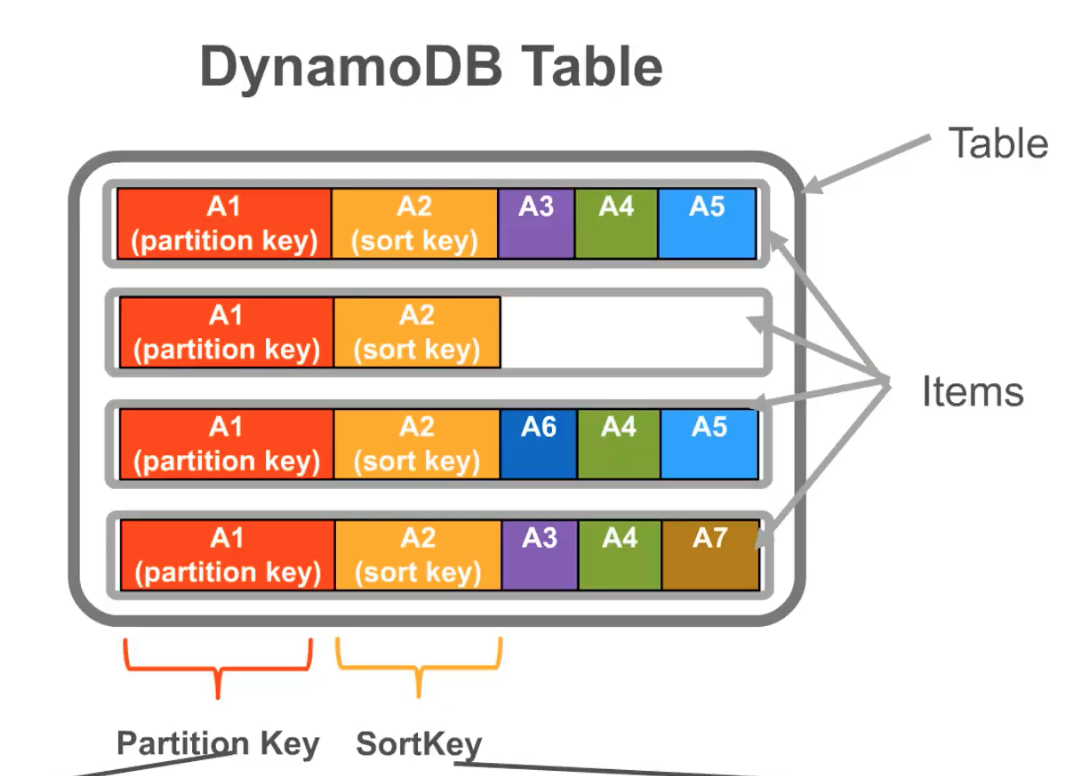 DynamoDB Table
Table
A1
(partition key)
A2
(sort key)
A3
A4
A5
A1
(partition key)
A2
(sort key)
Items
A1
(partition key)
A2
(sort key)
A6
A4
A5
A1
(partition key)
A2
(sort key)
A3
A4
A7
Partition Key
SortKey